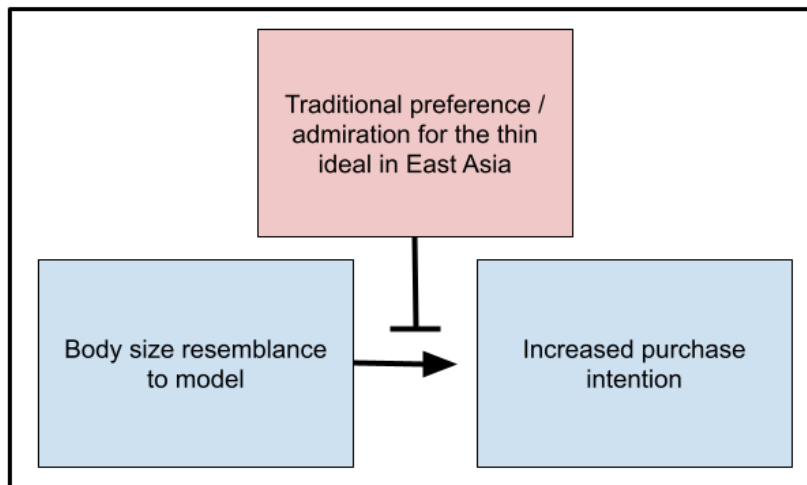 Traditional preference /
admiration for the thin
ideal in East Asia
Body size resemblance
to model
Increased purchase
intention